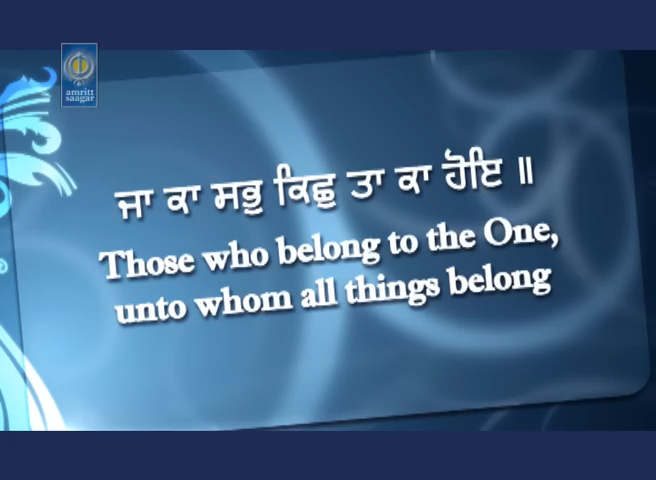 amritt
saagar
ਜਾ ਕਾ ਸਭੁ ਕਿਛੁ ਤਾ ਕਾ ਹੋਇ ॥
Those who belong to the One,
unto whom all things belong